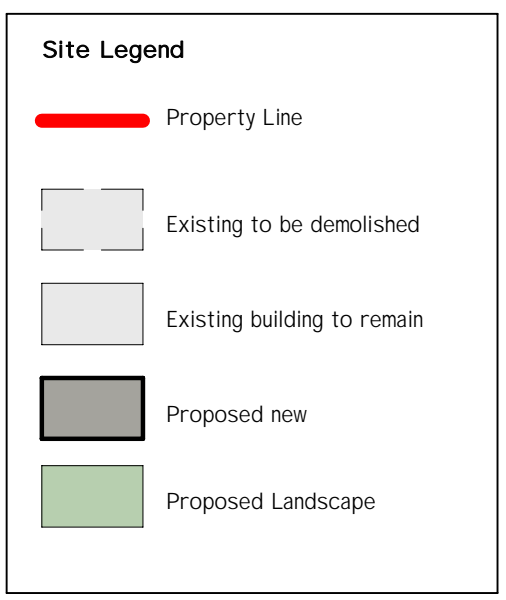 Site Legend
Property Line
Existing to be demolished
Existing building to remain
Proposed new
Proposed Landscape